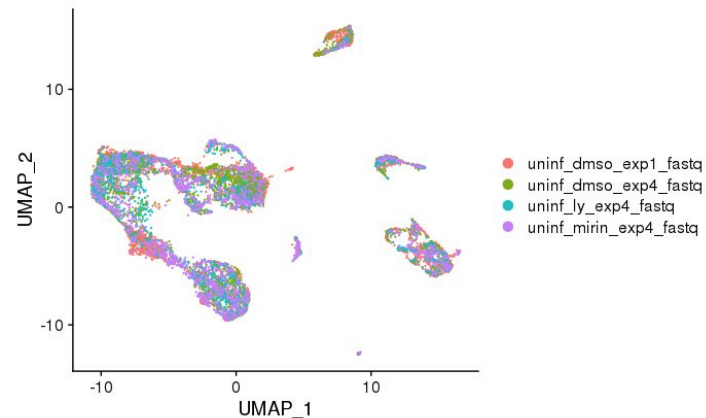 10
0
-10
UMAP_2
-10 0 10
UMAP_1
uninf_dmso_exp1_fastq
uninf_dmso_exp4_fastq
uninf_ly_exp4_fastq
uninf_mirin_exp4_fastq